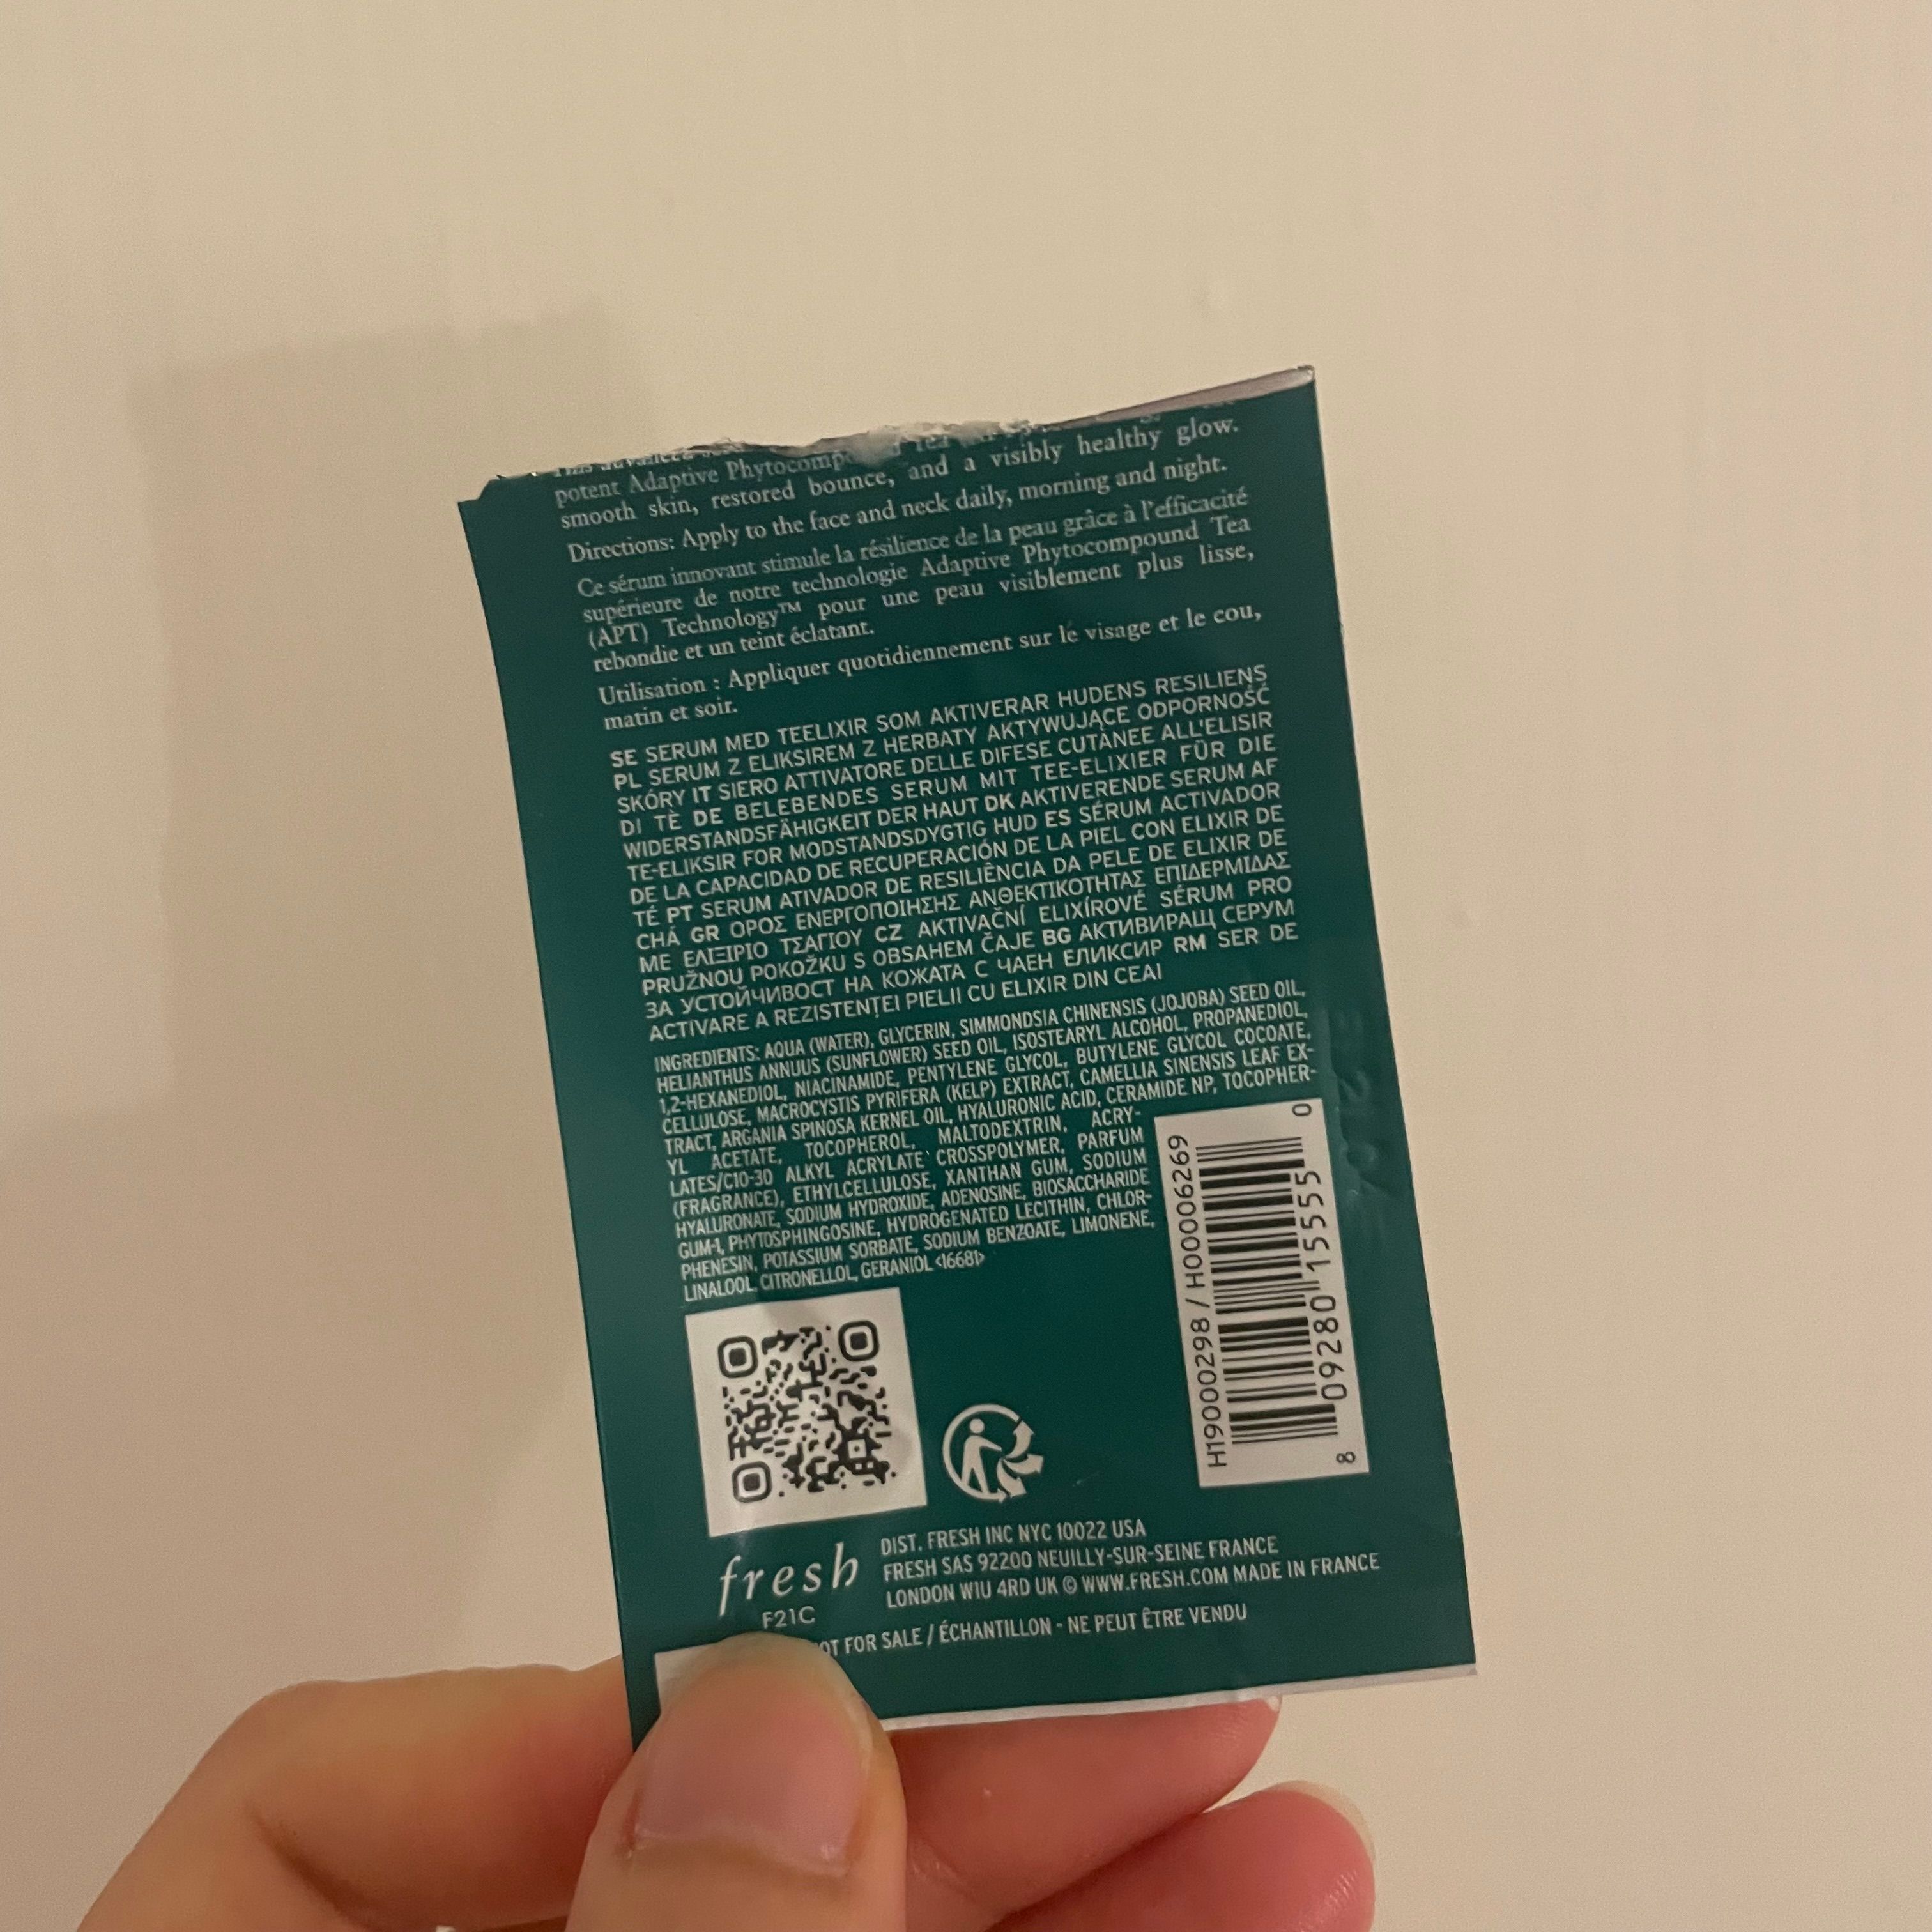 potent Adaptive
smooth skin, restored bounce, and a visibly healthy glow.
Directions: Apply to the face and neck daily, morning and night.
Ce sérum innovant stimule la résilience de la peau grâce à l'efficacité
supérieure de notre technologie Adaptive Phytocompound Tea
(APT) Technology™ pour une peau visiblement plus lisse,
rebondie et un teint éclatant.
Utilisation : Appliquer quotidiennement sur le visage et le cou,
matin et soir.
SE SERUM MED TEELIXIR SOM AKTIVERAR HUDENS RESILIENS
PL SERUM Z ELIKSIREM Z HERBATY AKTYWUJĄCE ODPORNOŚĆ
SKÓRY IT SIERO ATTIVATORE DELLE DIFESE CUTANEE ALL'ELISIR
DI TÈ DE BELEBENDES SERUM MIT TEE-ELIXIER FÜR DIE
WIDERSTANDSFÄHIGKEIT DER HAUT DK AKTIVERENDE SERUM AF
TE-ELIKSIR FOR MODSTANDSDYGTIG HUD ES SÉRUM ACTIVADOR
DE LA CAPACIDAD DE RECUPERACIÓN DE LA PIEL CON ELIXIR DE
TÉ PT SERUM ATIVADOR DE RESILIÊNCIA DA PELE DE ELIXIR DE
CHÁ GR ΟΡΟΣ ΕΝΕΡΓΟΠΟΙΗΣΗΣ ΑΝΘΕΚΤΙΚΟΤΗΤΑΣ ΕΠΙΔΕΡΜΙΔΑΣ
ΜΕ ΕΛΙΞΙΡΙΟ ΤΣΑΓΙΟΥ CZ AKTIVAČNÍ ELIXÍROVÉ SÉRUM PRO
PRUŽNOU POKOŽKU S OBSAHEM ČAJE BG АКТИВИРАЩ СЕРУМ
ЗА УСТОЙЧИВОСТ НА КОЖАТА С ЧАЕН ЕЛИКСИР RM SER DE
ACTIVARE A REZISTENȚEI PIELII CU ELIXIR DIN CEAI
INGREDIENTS: AQUA (WATER), GLYCERIN, SIMMONDSIA CHINENSIS (JOJOBA) SEED OIL,
HELIANTHUS ANNUUS (SUNFLOWER) SEED OIL, ISOSTEARYL ALCOHOL, PROPANEDIOL,
1,2-HEXANEDIOL, NIACINAMIDE, PENTYLENE GLYCOL, BUTYLENE GLYCOL COCOATE,
CELLULOSE, MACROCYSTIS PYRIFERA (KELP) EXTRACT, CAMELLIA SINENSIS LEAF EX-
TRACT, ARGANIA SPINOSA KERNEL OIL, HYALURONIC ACID, CERAMIDE NP, TOCOPHER-
YL ACETATE, TOCOPHEROL, MALTODEXTRIN, ACRY-
LATES/C10-30 ALKYL ACRYLATE CROSSPOLYMER, PARFUM
(FRAGRANCE), ETHYLCELLULOSE, XANTHAN GUM, SODIUM
HYALURONATE, SODIUM HYDROXIDE, ADENOSINE, BIOSACCHARIDE
GUM-1, PHYTOSPHINGOSINE, HYDROGENATED LECITHIN, CHLOR-
PHENESIN, POTASSIUM SORBATE, SODIUM BENZOATE, LIMONENE,
LINALOOL, CITRONELLOL, GERANIOL <16681>
H19000298 / H00006269
8 09280 15555 0
fresh
F21C
DIST. FRESH INC NYC 10022 USA
FRESH SAS 92200 NEUILLY-SUR-SEINE FRANCE
LONDON W1U 4RD UK © WWW.FRESH.COM MADE IN FRANCE
FOR SALE / ÉCHANTILLON - NE PEUT ÊTRE VENDU